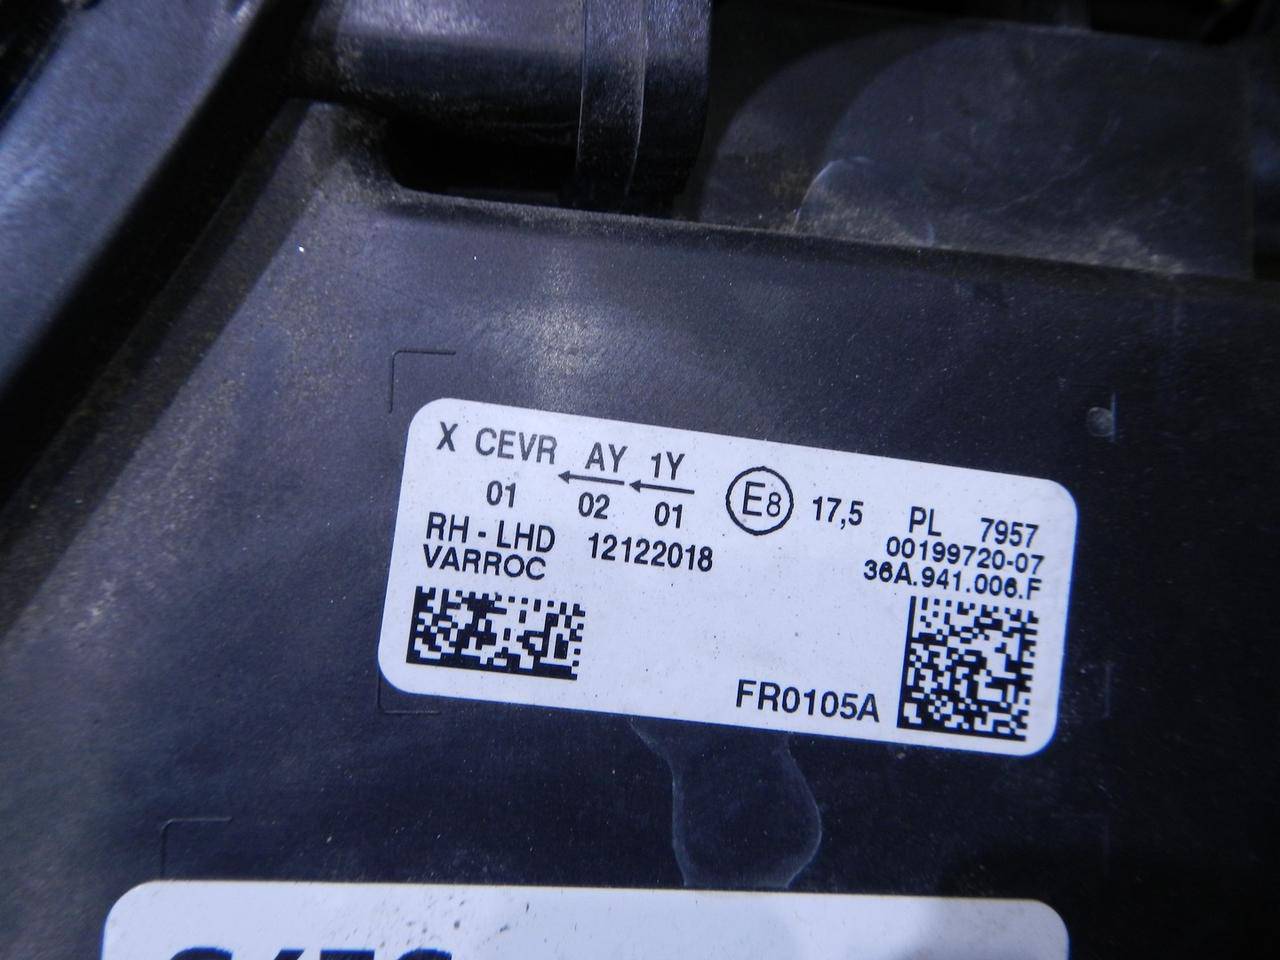 X CEVR AY 1Y
01 02 01
E8 17,5 PL 7957
00199720-07
36A.941.006.F
RH - LHD 12122018
VARROC
FR0105A